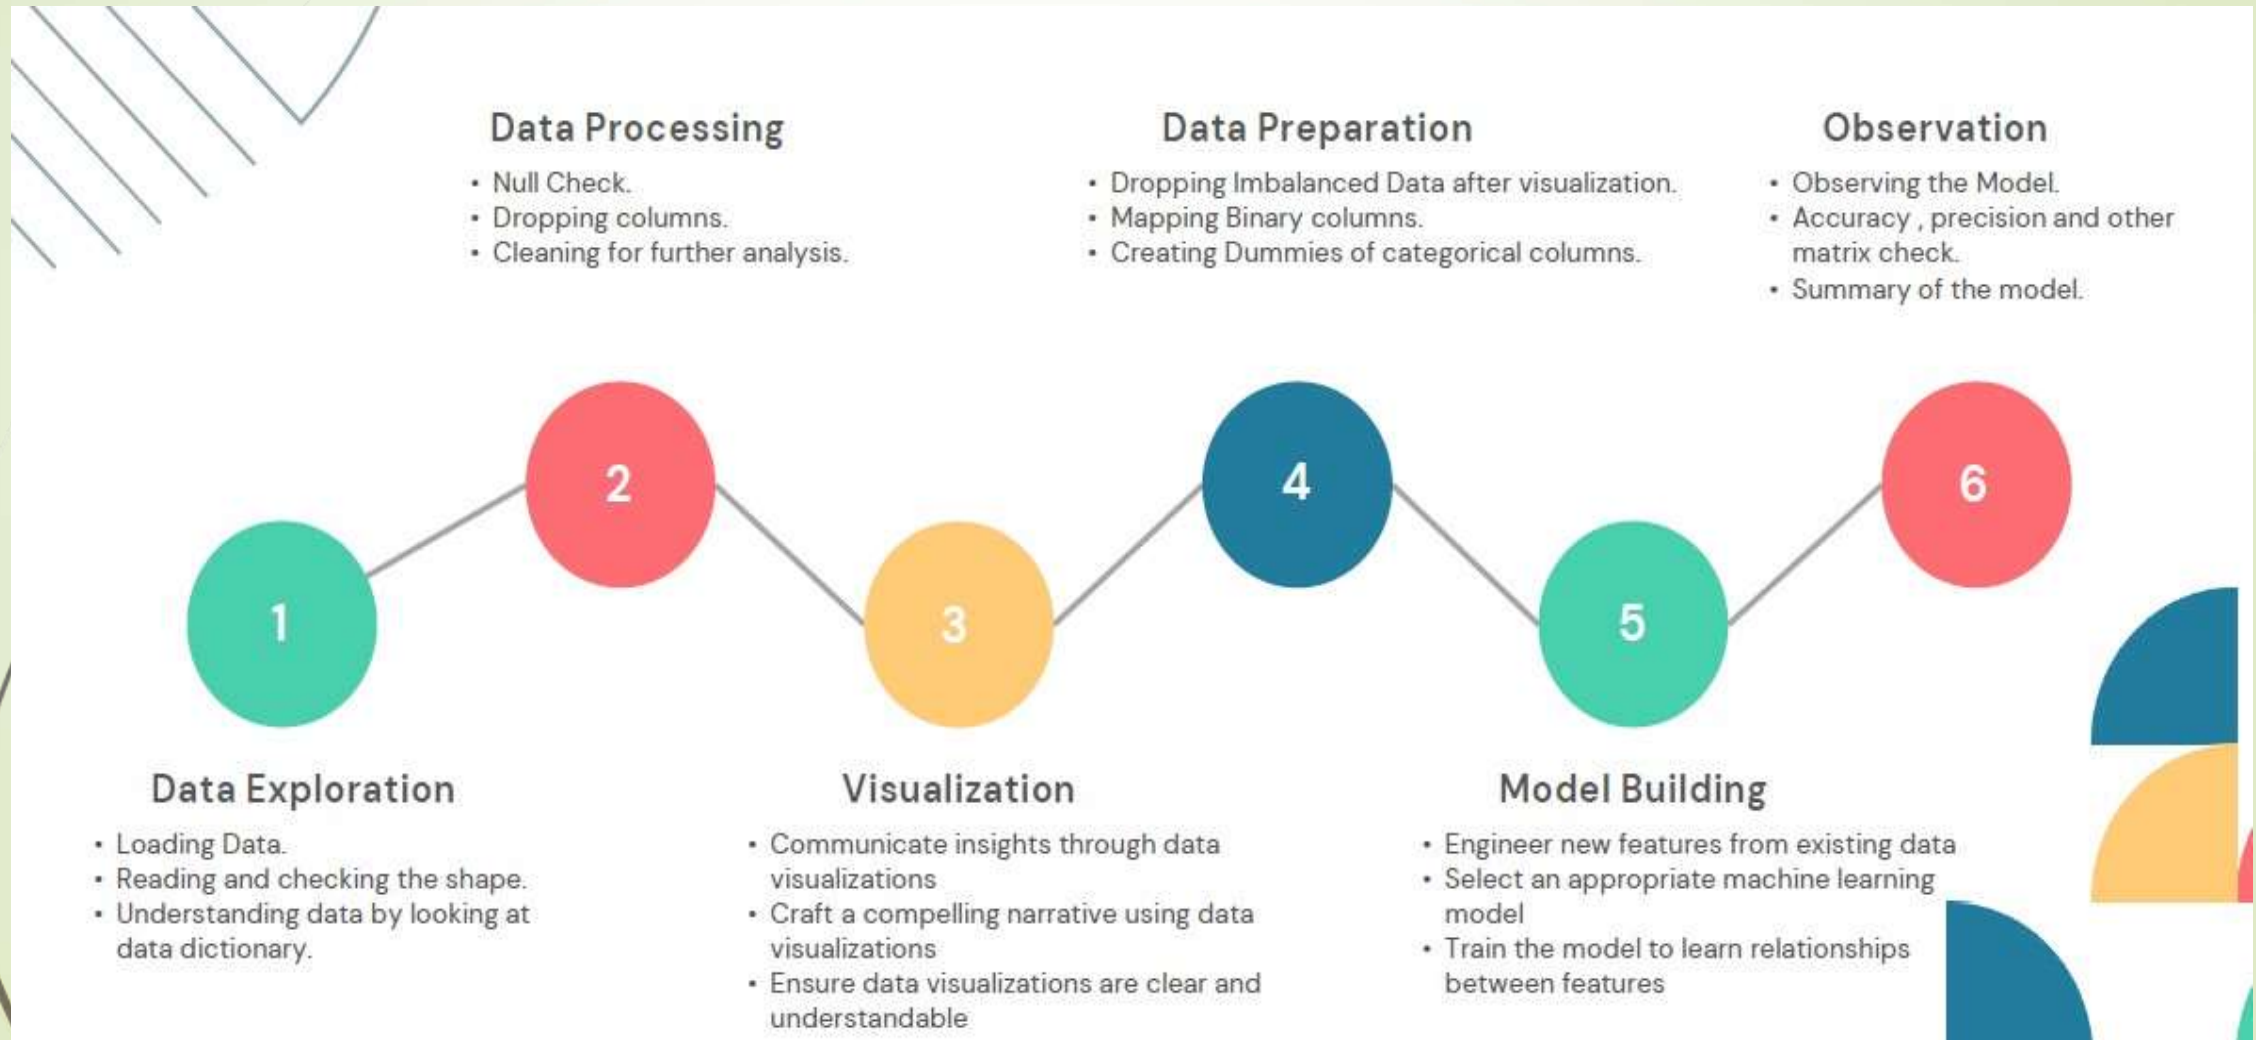 Data Processing
• Null Check.
• Dropping columns.
• Cleaning for further analysis.
Data Preparation
• Dropping Imbalanced Data after visualization.
• Mapping Binary columns.
• Creating Dummies of categorical columns.
Observation
• Observing the Model.
• Accuracy , precision and other
matrix check.
• Summary of the model.
1
2
3
4
5
6
Data Exploration
• Loading Data.
• Reading and checking the shape.
• Understanding data by looking at
data dictionary.
Visualization
• Communicate insights through data
visualizations
• Craft a compelling narrative using data
visualizations
• Ensure data visualizations are clear and
understandable
Model Building
• Engineer new features from existing data
• Select an appropriate machine learning
model
• Train the model to learn relationships
between features